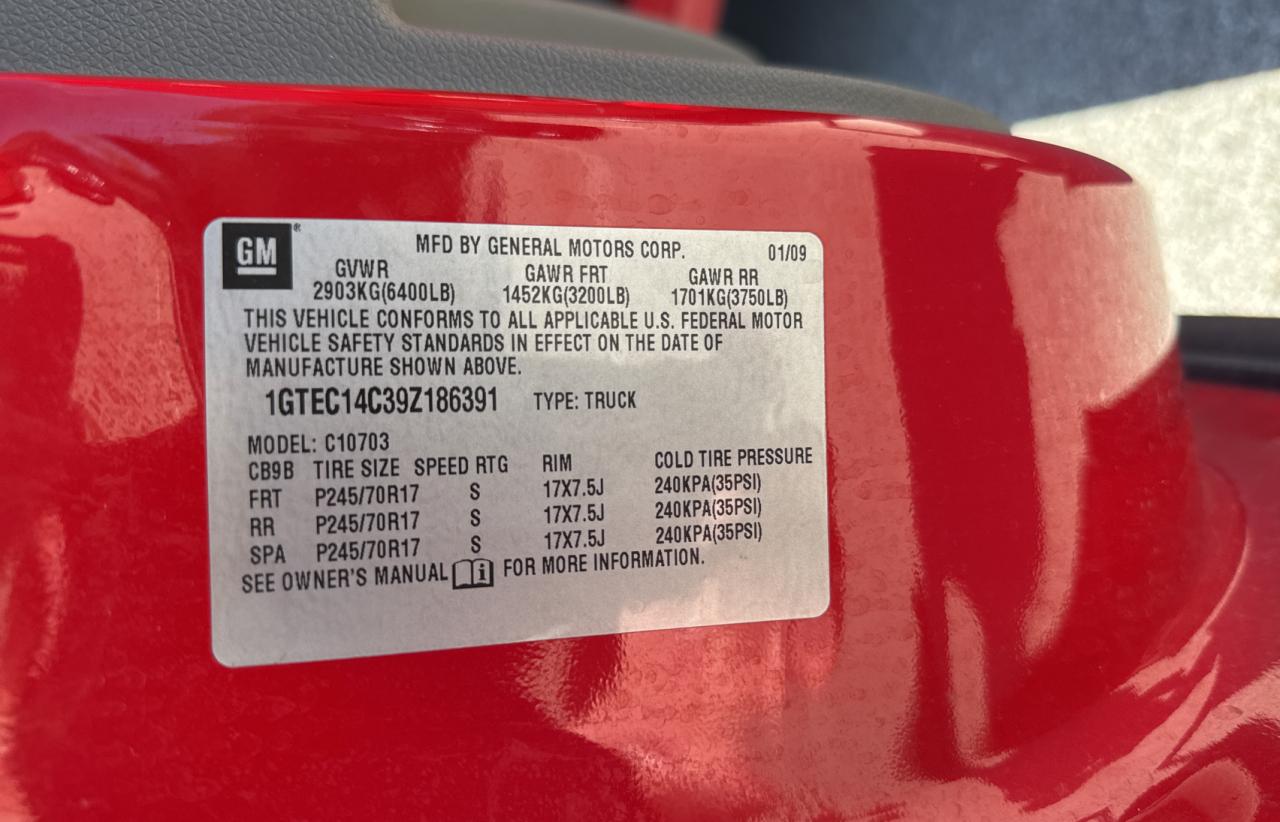 GM®
MFD BY GENERAL MOTORS CORP. 01/09
GVWR GAWR FRT GAWR RR
2903KG(6400LB) 1452KG(3200LB) 1701KG(3750LB)
THIS VEHICLE CONFORMS TO ALL APPLICABLE U.S. FEDERAL MOTOR
VEHICLE SAFETY STANDARDS IN EFFECT ON THE DATE OF
MANUFACTURE SHOWN ABOVE.
1GTEC14C39Z186391 TYPE: TRUCK
MODEL: C10703
CB9B TIRE SIZE SPEED RTG RIM COLD TIRE PRESSURE
FRT P245/70R17 S 17X7.5J 240KPA(35PSI)
RR P245/70R17 S 17X7.5J 240KPA(35PSI)
SPA P245/70R17 S 17X7.5J 240KPA(35PSI)
SEE OWNER'S MANUAL i FOR MORE INFORMATION.